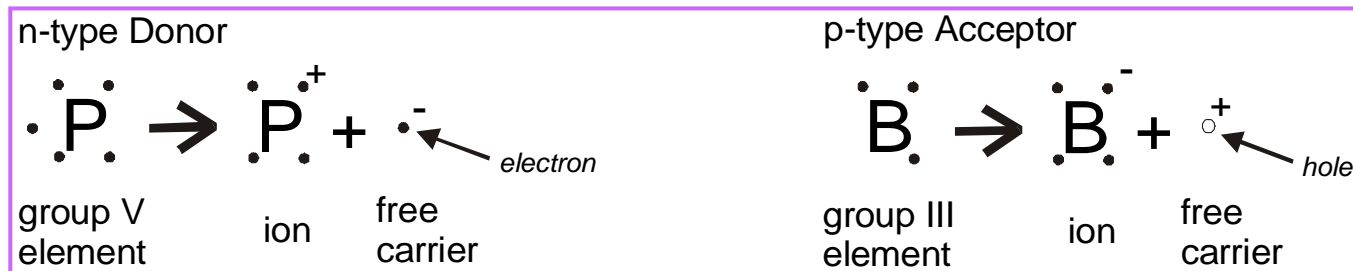 n-type Donor
P → P+ + -
electron
group V
element
ion
free
carrier
p-type Acceptor
B → B- + +
hole
group III
element
ion
free
carrier